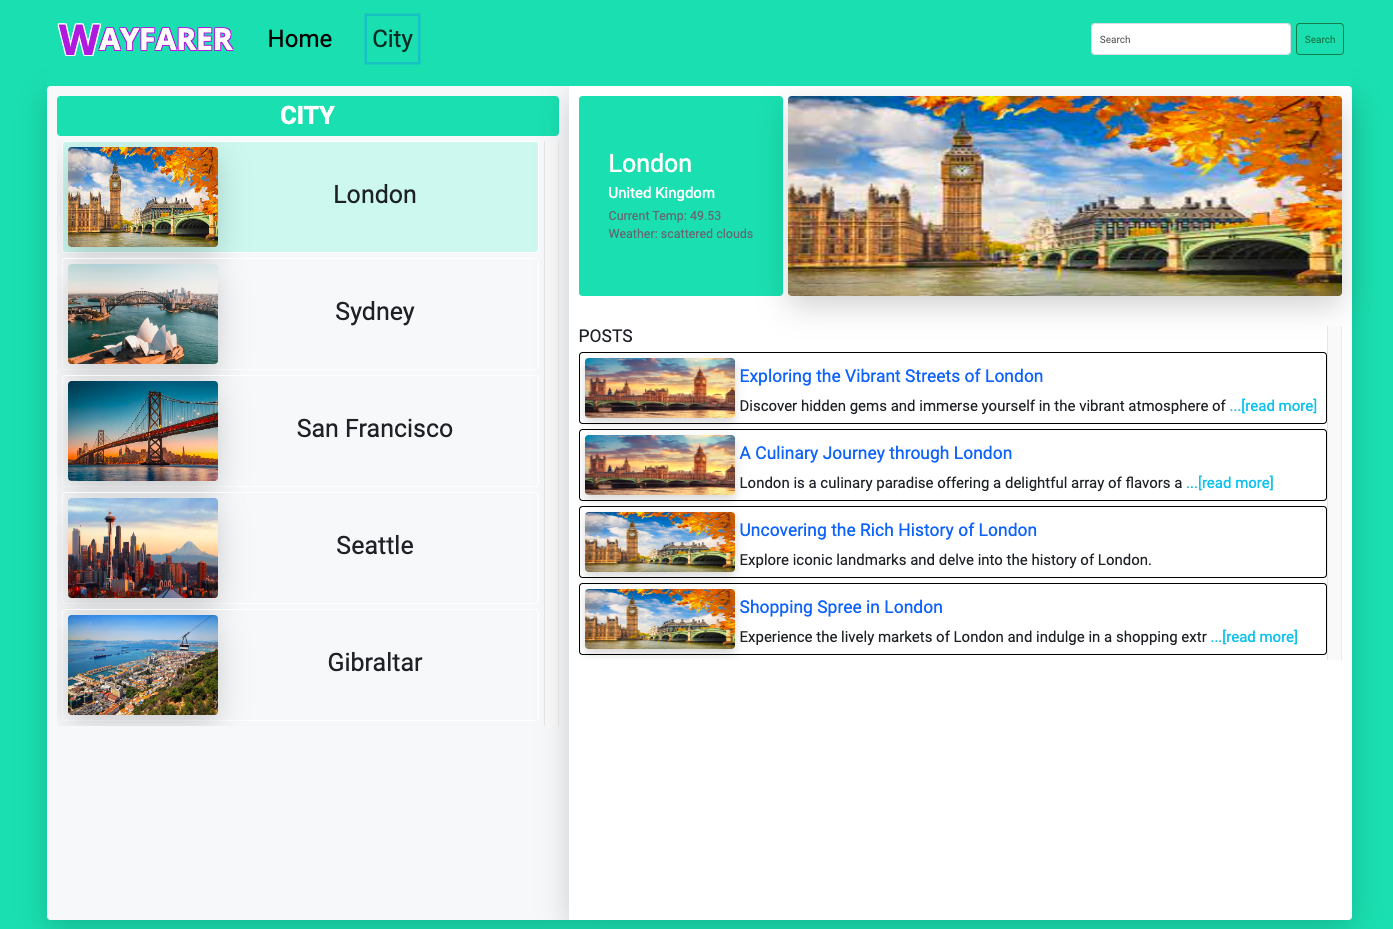 WAYFARER
Home
City
Search
Search
CITY
London
Sydney
San Francisco
Seattle
Gibraltar
London
United Kingdom
Current Temp: 49.53
Weather: scattered clouds
POSTS
Exploring the Vibrant Streets of London
Discover hidden gems and immerse yourself in the vibrant atmosphere of ...[read more]
A Culinary Journey through London
London is a culinary paradise offering a delightful array of flavors a ...[read more]
Uncovering the Rich History of London
Explore iconic landmarks and delve into the history of London.
Shopping Spree in London
Experience the lively markets of London and indulge in a shopping extr ...[read more]